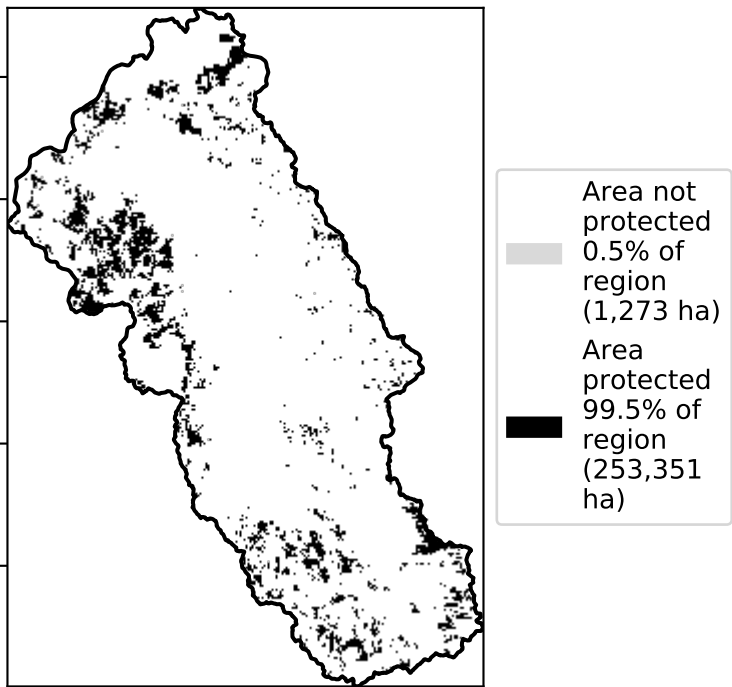 Area not
protected
0.5% of
region
(1,273 ha)
Area
protected
99.5% of
region
(253,351
ha)